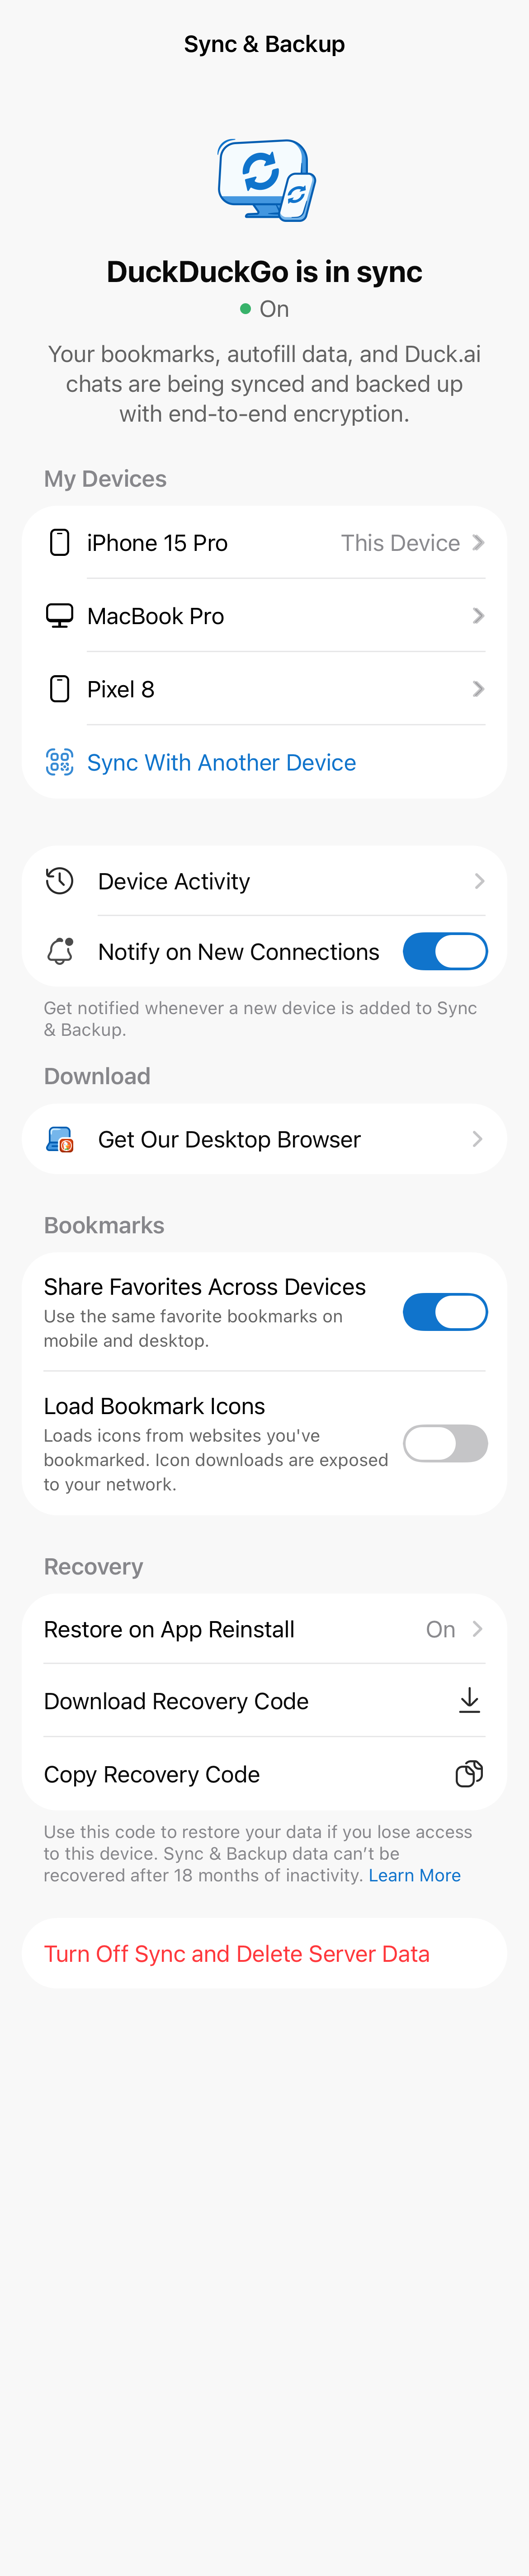 Sync & Backup
DuckDuckGo is in sync
On
Your bookmarks, autofill data, and Duck.ai
chats are being synced and backed up
with end-to-end encryption.
My Devices
iPhone 15 Pro This Device
MacBook Pro
Pixel 8
Sync With Another Device
Device Activity
Notify on New Connections
Get notified whenever a new device is added to Sync
& Backup.
Download
Get Our Desktop Browser
Bookmarks
Share Favorites Across Devices
Use the same favorite bookmarks on
mobile and desktop.
Load Bookmark Icons
Loads icons from websites you've
bookmarked. Icon downloads are exposed
to your network.
Recovery
Restore on App Reinstall On
Download Recovery Code
Copy Recovery Code
Use this code to restore your data if you lose access
to this device. Sync & Backup data can’t be
recovered after 18 months of inactivity. Learn More
Turn Off Sync and Delete Server Data